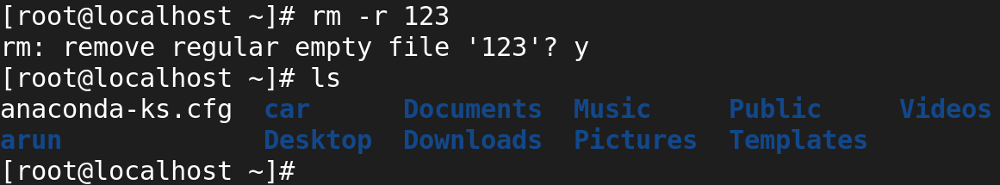 [root@localhost ~]# rm -r 123
rm: remove regular empty file '123'? y
[root@localhost ~]# ls
anaconda-ks.cfg  car      Documents  Music     Public     Videos
arun             Desktop  Downloads  Pictures  Templates
[root@localhost ~]#